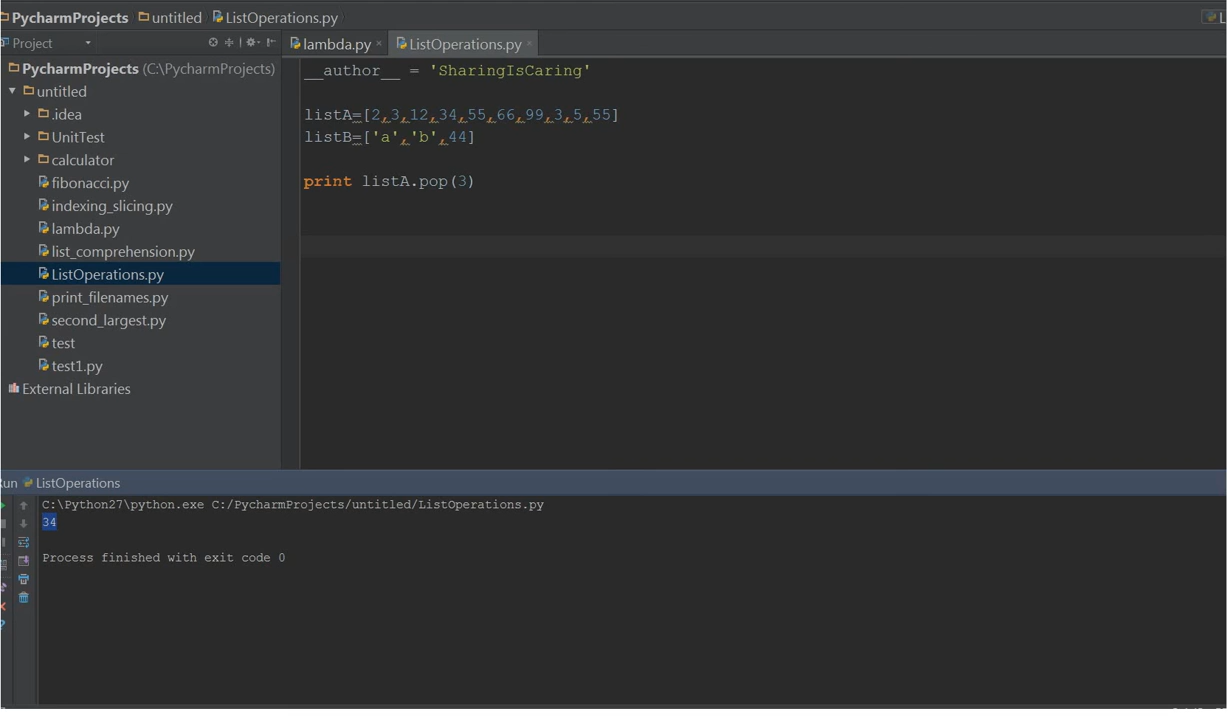 PycharmProjects untitled ListOperations.py
Project
lambda.py ListOperations.py
PycharmProjects (C:\PycharmProjects)
untitled
.idea
UnitTest
calculator
fibonacci.py
indexing_slicing.py
lambda.py
list_comprehension.py
ListOperations.py
print_filenames.py
second_largest.py
test
test1.py
External Libraries
__author__ = 'SharingIsCaring'
listA=[2,3,12,34,55,66,99,3,5,55]
listB=['a','b',44]
print listA.pop(3)
ListOperations
C:\Python27\python.exe C:/PycharmProjects/untitled/ListOperations.py
34
Process finished with exit code 0